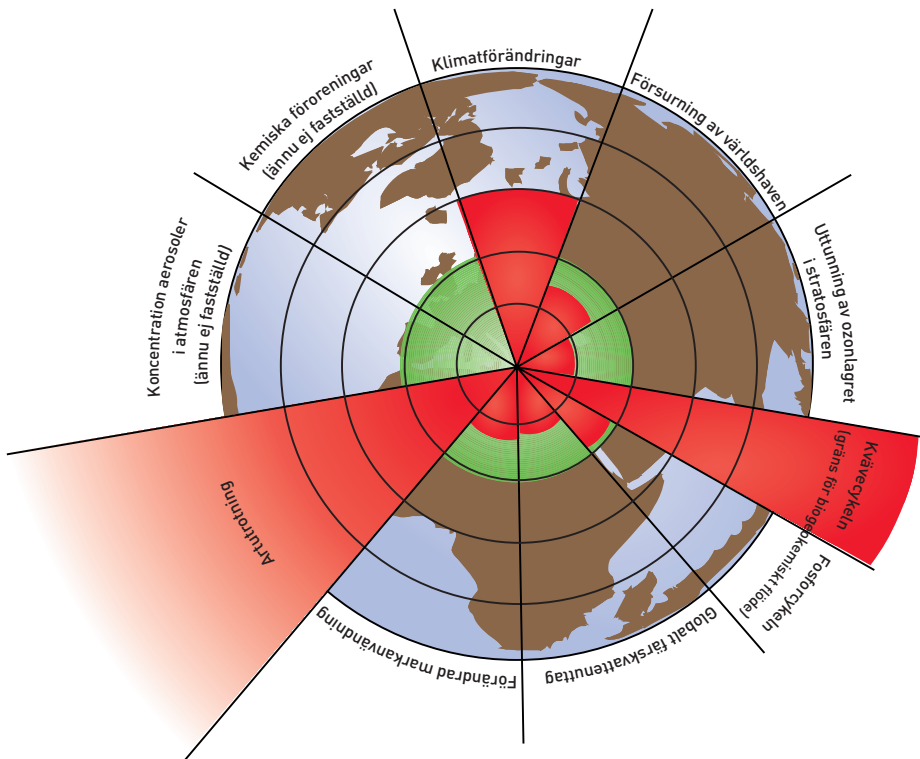 Klimatförändringar
Försurning av världshaven
Uttunning av ozonlagret
i stratosfären
Kvävecykeln
(gräns för biogeokemiskt flöde)
Fosforcykeln
Globalt färskvattenuttag
Förändrad markanvändning
Artutrotning
Koncentration aerosoler
i atmosfären
(ännu ej fastställd)
Kemiska föroreningar
(ännu ej fastställd)